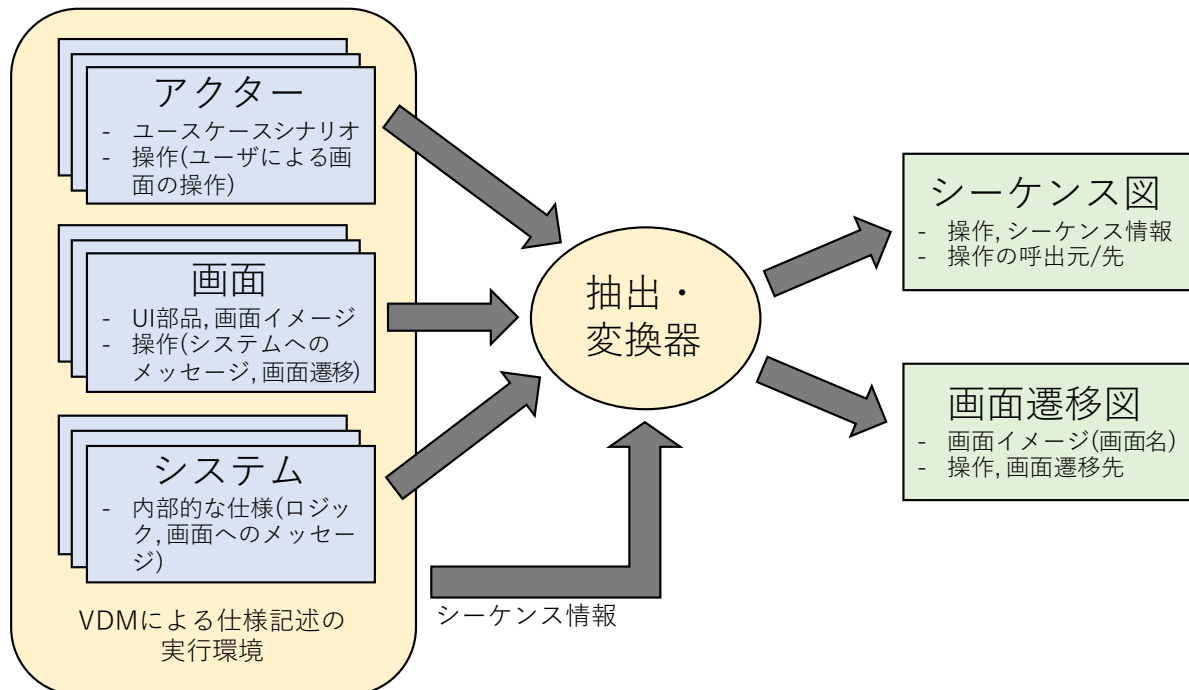 アクター
- ユースケースシナリオ
- 操作(ユーザによる画
面の操作)
画面
- UI部品, 画面イメージ
- 操作(システムへの
メッセージ, 画面遷移)
システム
- 内部的な仕様(ロジッ
ク, 画面へのメッセー
ジ)
VDMによる仕様記述の
実行環境
シーケンス情報
抽出・
変換器
シーケンス図
- 操作, シーケンス情報
- 操作の呼出元/先
画面遷移図
- 画面イメージ(画面名)
- 操作, 画面遷移先